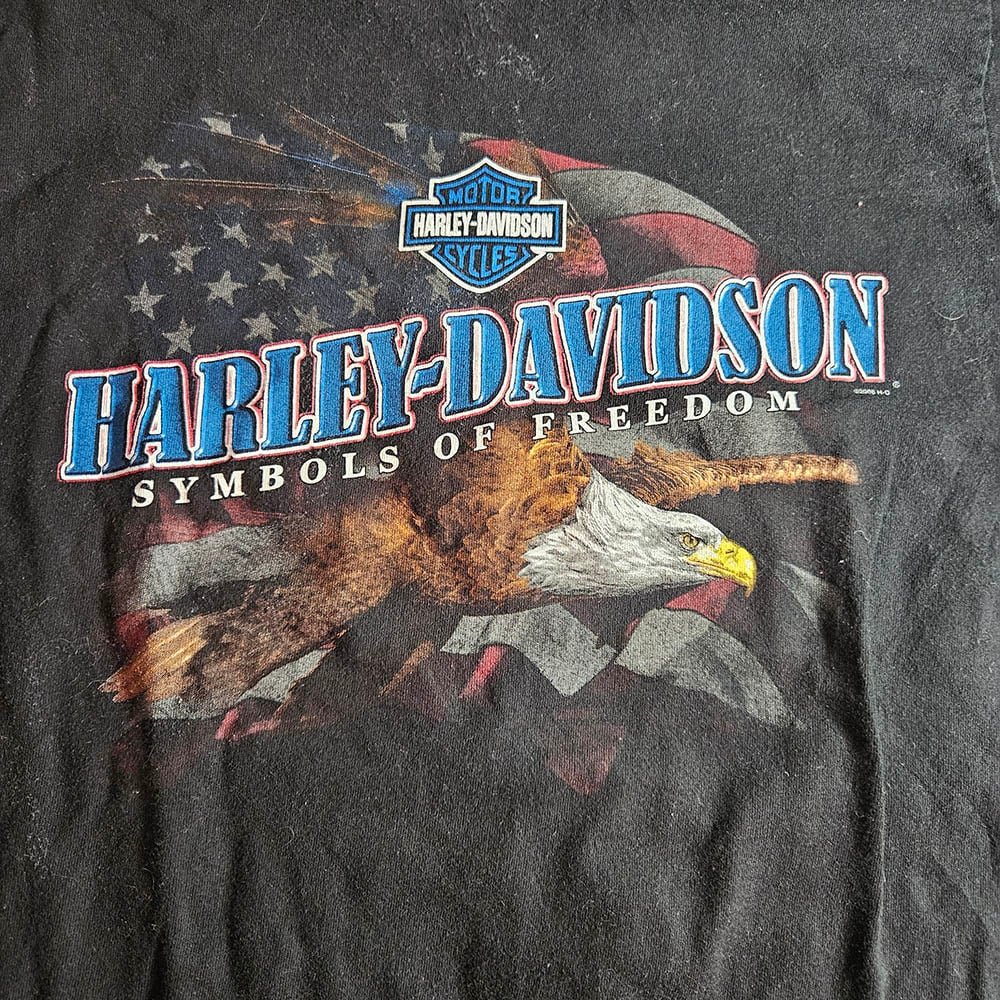 MOTOR
HARLEY-DAVIDSON
CYCLES
®
HARLEY-DAVIDSON
®
SYMBOLS OF FREEDOM